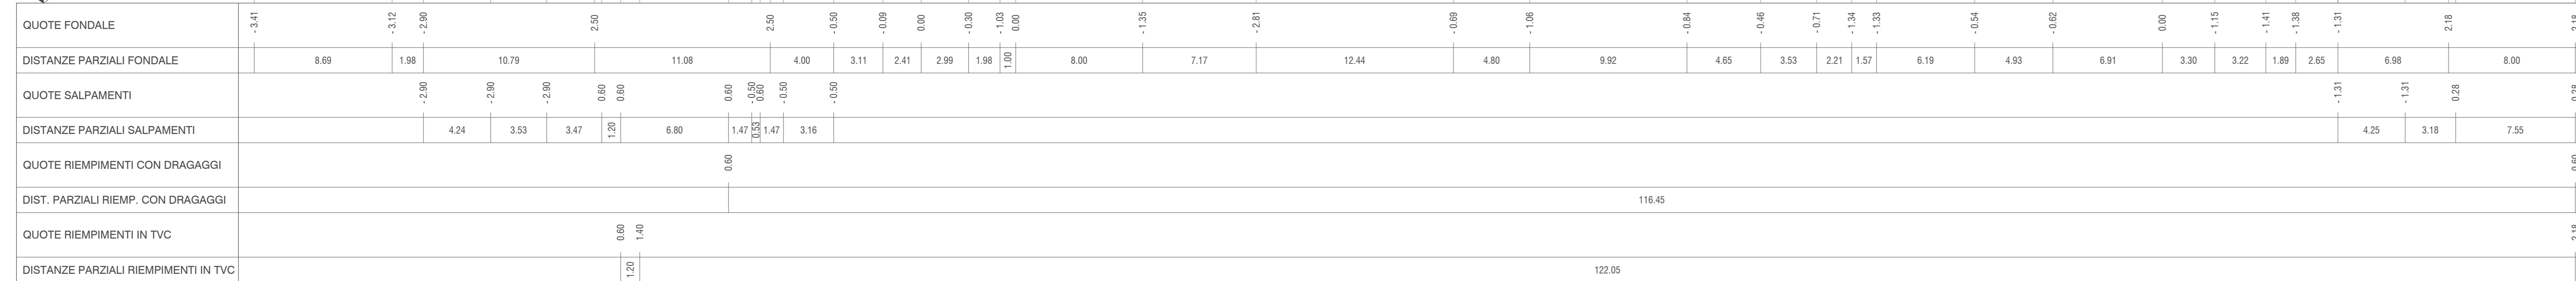 QUOTE FONDALE - 3.41 - 3.12 - 2.90 2.50 2.50 - 0.50 - 0.09 0.00 - 0.30 - 1.03 0.00 - 1.35 - 2.81 - 0.69 - 1.06 - 0.84 - 0.46 - 0.71 - 1.34 - 1.33 - 0.54 - 0.62 0.00 - 1.15 - 1.41 - 1.38 - 1.31 2.18 2.18
DISTANZE PARZIALI FONDALE 8.69 1.98 10.79 11.08 4.00 3.11 2.41 2.99 1.98 1.00 8.00 7.17 12.44 4.80 9.92 4.65 3.53 2.21 1.57 6.19 4.93 6.91 3.30 3.22 1.89 2.65 6.98 8.00
QUOTE SALPAMENTI - 2.90 - 2.90 - 2.90 0.60 0.60 0.60 - 0.50 0.60 - 0.50 - 0.50 - 1.31 - 1.31 0.28 0.28
DISTANZE PARZIALI SALPAMENTI 4.24 3.53 3.47 1.20 6.80 1.47 0.53 1.47 3.16 4.25 3.18 7.55
QUOTE RIEMPIMENTI CON DRAGAGGI 0.60 0.60
DIST. PARZIALI RIEMP. CON DRAGAGGI 116.45
QUOTE RIEMPIMENTI IN TVC 0.60 1.40 2.18
DISTANZE PARZIALI RIEMPIMENTI IN TVC 1.20 122.05